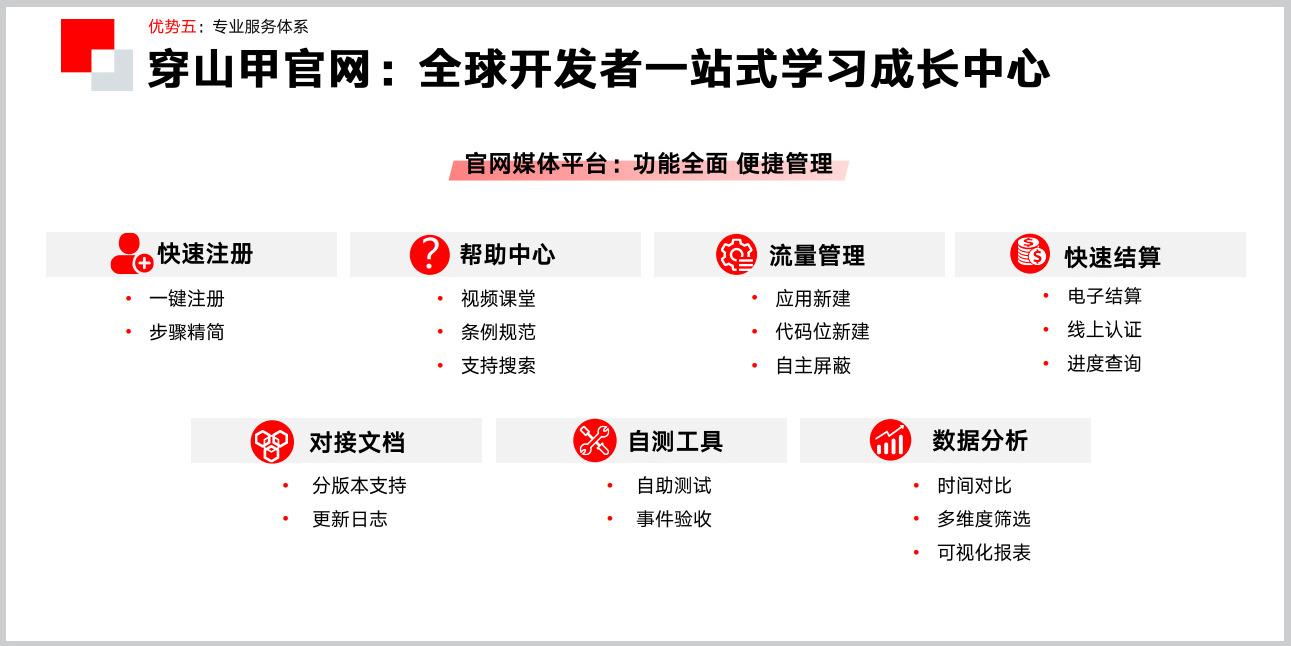 优势五：专业服务体系
穿山甲官网：全球开发者一站式学习成长中心
官网媒体平台：功能全面 便捷管理
快速注册
• 一键注册
• 步骤精简
帮助中心
• 视频课堂
• 条例规范
• 支持搜索
流量管理
• 应用新建
• 代码位新建
• 自主屏蔽
快速结算
• 电子结算
• 线上认证
• 进度查询
对接文档
• 分版本支持
• 更新日志
自测工具
• 自助测试
• 事件验收
数据分析
• 时间对比
• 多维度筛选
• 可视化报表